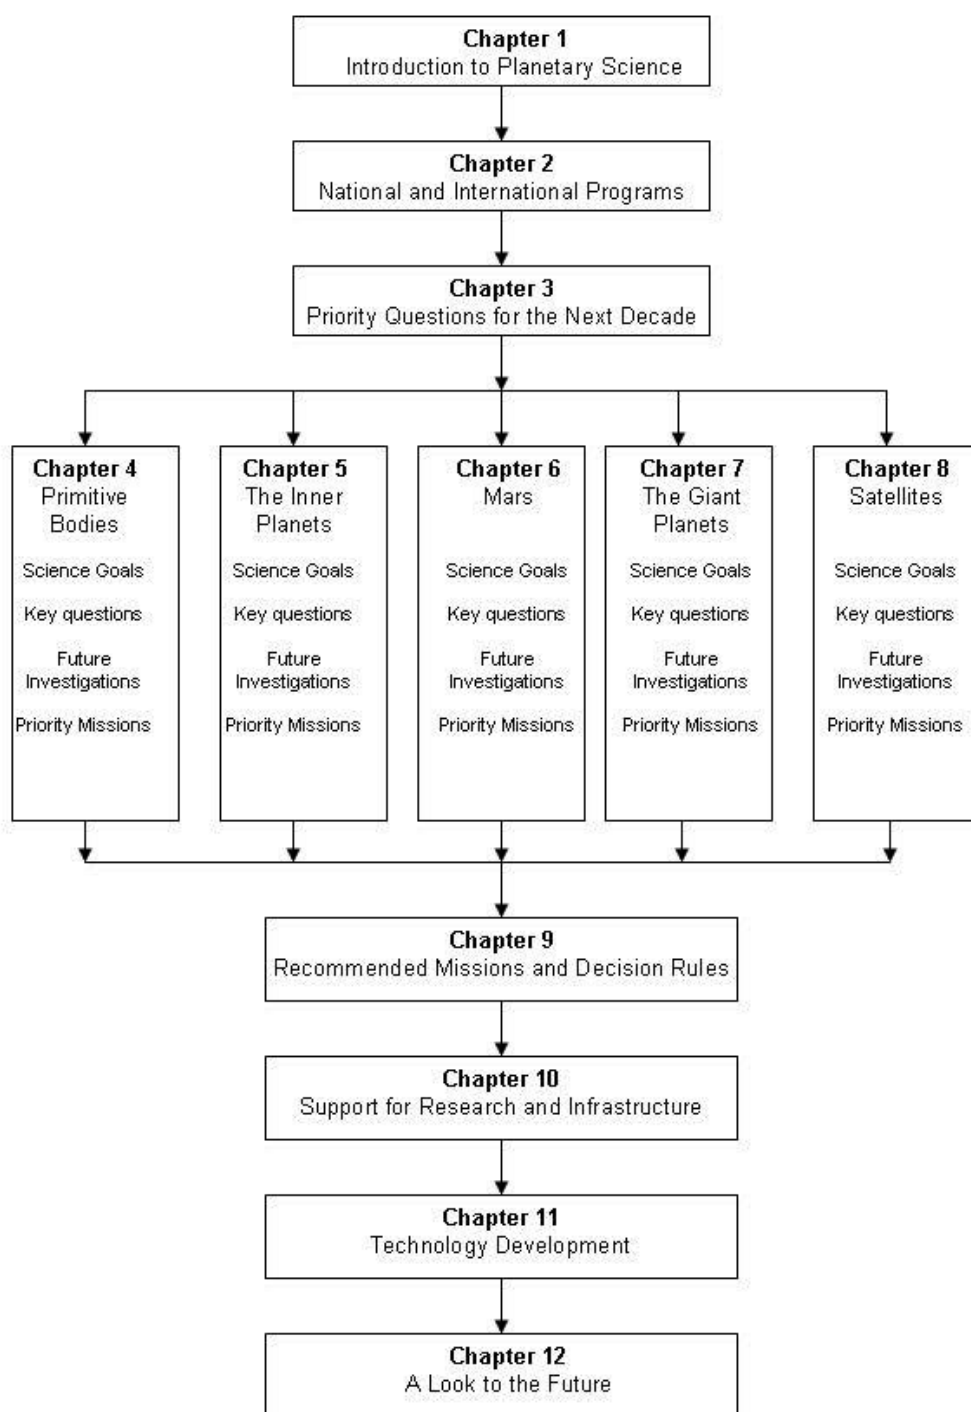 Chapter 1
Introduction to Planetary Science
Chapter 2
National and International Programs
Chapter 3
Priority Questions for the Next Decade
Chapter 4
Primitive
Bodies
Science Goals
Key questions
Future
Investigations
Priority Missions
Chapter 5
The Inner
Planets
Science Goals
Key questions
Future
Investigations
Priority Missions
Chapter 6
Mars
Science Goals
Key questions
Future
Investigations
Priority Missions
Chapter 7
The Giant
Planets
Science Goals
Key questions
Future
Investigations
Priority Missions
Chapter 8
Satellites
Science Goals
Key questions
Future
Investigations
Priority Missions
Chapter 9
Recommended Missions and Decision Rules
Chapter 10
Support for Research and Infrastructure
Chapter 11
Technology Development
Chapter 12
A Look to the Future